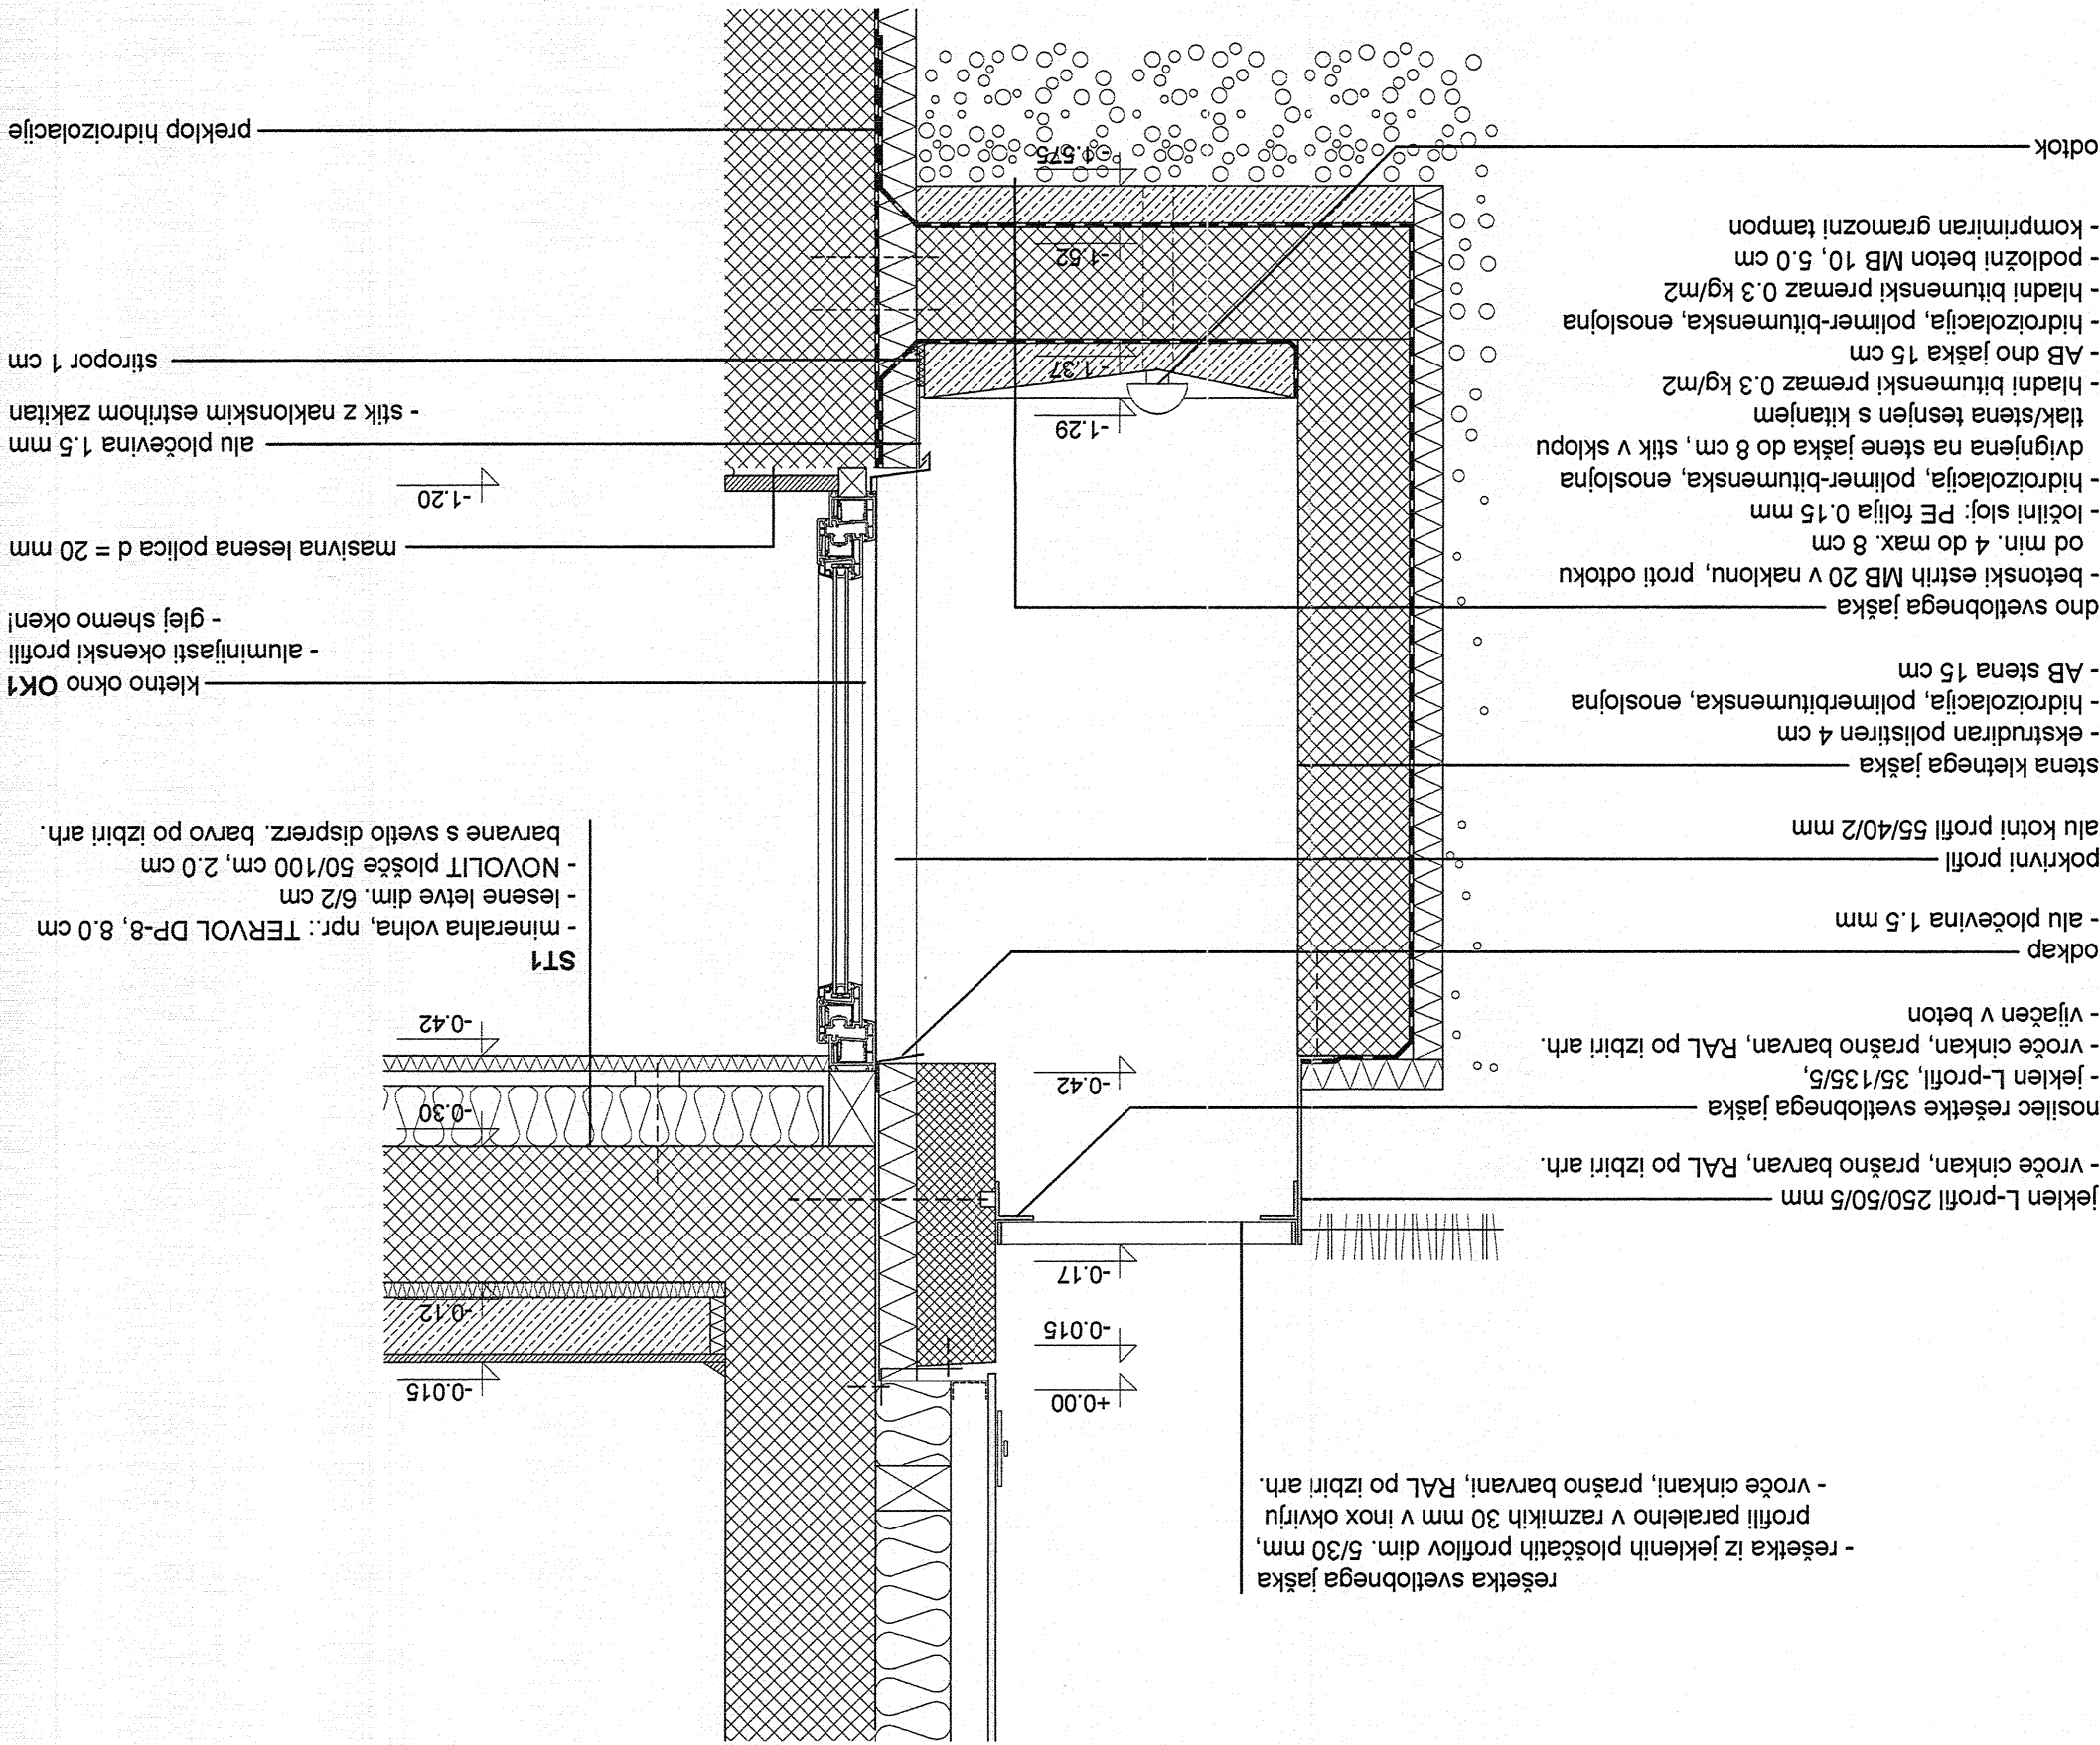 rešetka svetlobnega jaška
- rešetka iz jeklenih ploščatih profilov dim. 5/30 mm,
profili paralelno v razmikih 30 mm v inox okvirju
- vroče cinkani, prašno barvani, RAL po izbiri arh.
jeklen L-profil 250/50/5 mm
- vroče cinkan, prašno barvan, RAL po izbiri arh.
nosilec rešetke svetlobnega jaška
- jeklen L-profil, 35/135/5,
- vroče cinkan, prašno barvan, RAL po izbiri arh.
- vijačen v beton
odkap
- alu pločevina 1.5 mm
pokrivni profil
alu kotni profil 55/40/2 mm
stena kletnega jaška
- ekstrudiran polistiren 4 cm
- hidroizolacija, polimerbitumenska, enoslojna
- AB stena 15 cm
dno svetlobnega jaška
- betonski estrih MB 20 v naklonu, proti odtoku
od min. 4 do max. 8 cm
- ločilni sloj: PE folija 0.15 mm
- hidroizolacija, polimer-bitumenska, enoslojna
dvignjena na stene jaška do 8 cm, stik v sklopu
tlak/stena tesnjen s kitanjem
- hladni bitumenski premaz 0.3 kg/m2
- AB dno jaška 15 cm
- hidroizolacija, polimer-bitumenska, enoslojna
- hladni bitumenski premaz 0.3 kg/m2
- podložni beton MB 10, 5.0 cm
- komprimiran gramozni tampon
odtok
+0.00
-0.015
-0.17
-0.42
-1.29
-1.37
-1.52
-1.575
-0.015
-0.12
-0.30
-0.42
ST1
- mineralna volna, npr.: TERVOL DP-8, 8.0 cm
- lesene letve dim. 6/2 cm
- NOVOLIT plošče 50/100 cm, 2.0 cm
barvane s svetlo disprerz. barvo po izbiri arh.
kletno okno OK1
- aluminijasti okenski profili
- glej shemo oken!
masivna lesena polica d = 20 mm
-1.20
alu pločevina 1.5 mm
- stik z naklonskim estrihom zakitan
stiropor 1 cm
preklop hidroizolacije